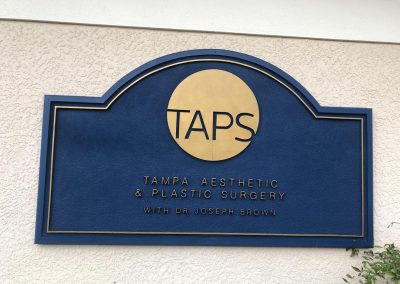 TAPS
TAMPA AESTHETIC
& PLASTIC SURGERY
WITH DR. JOSEPH BROWN